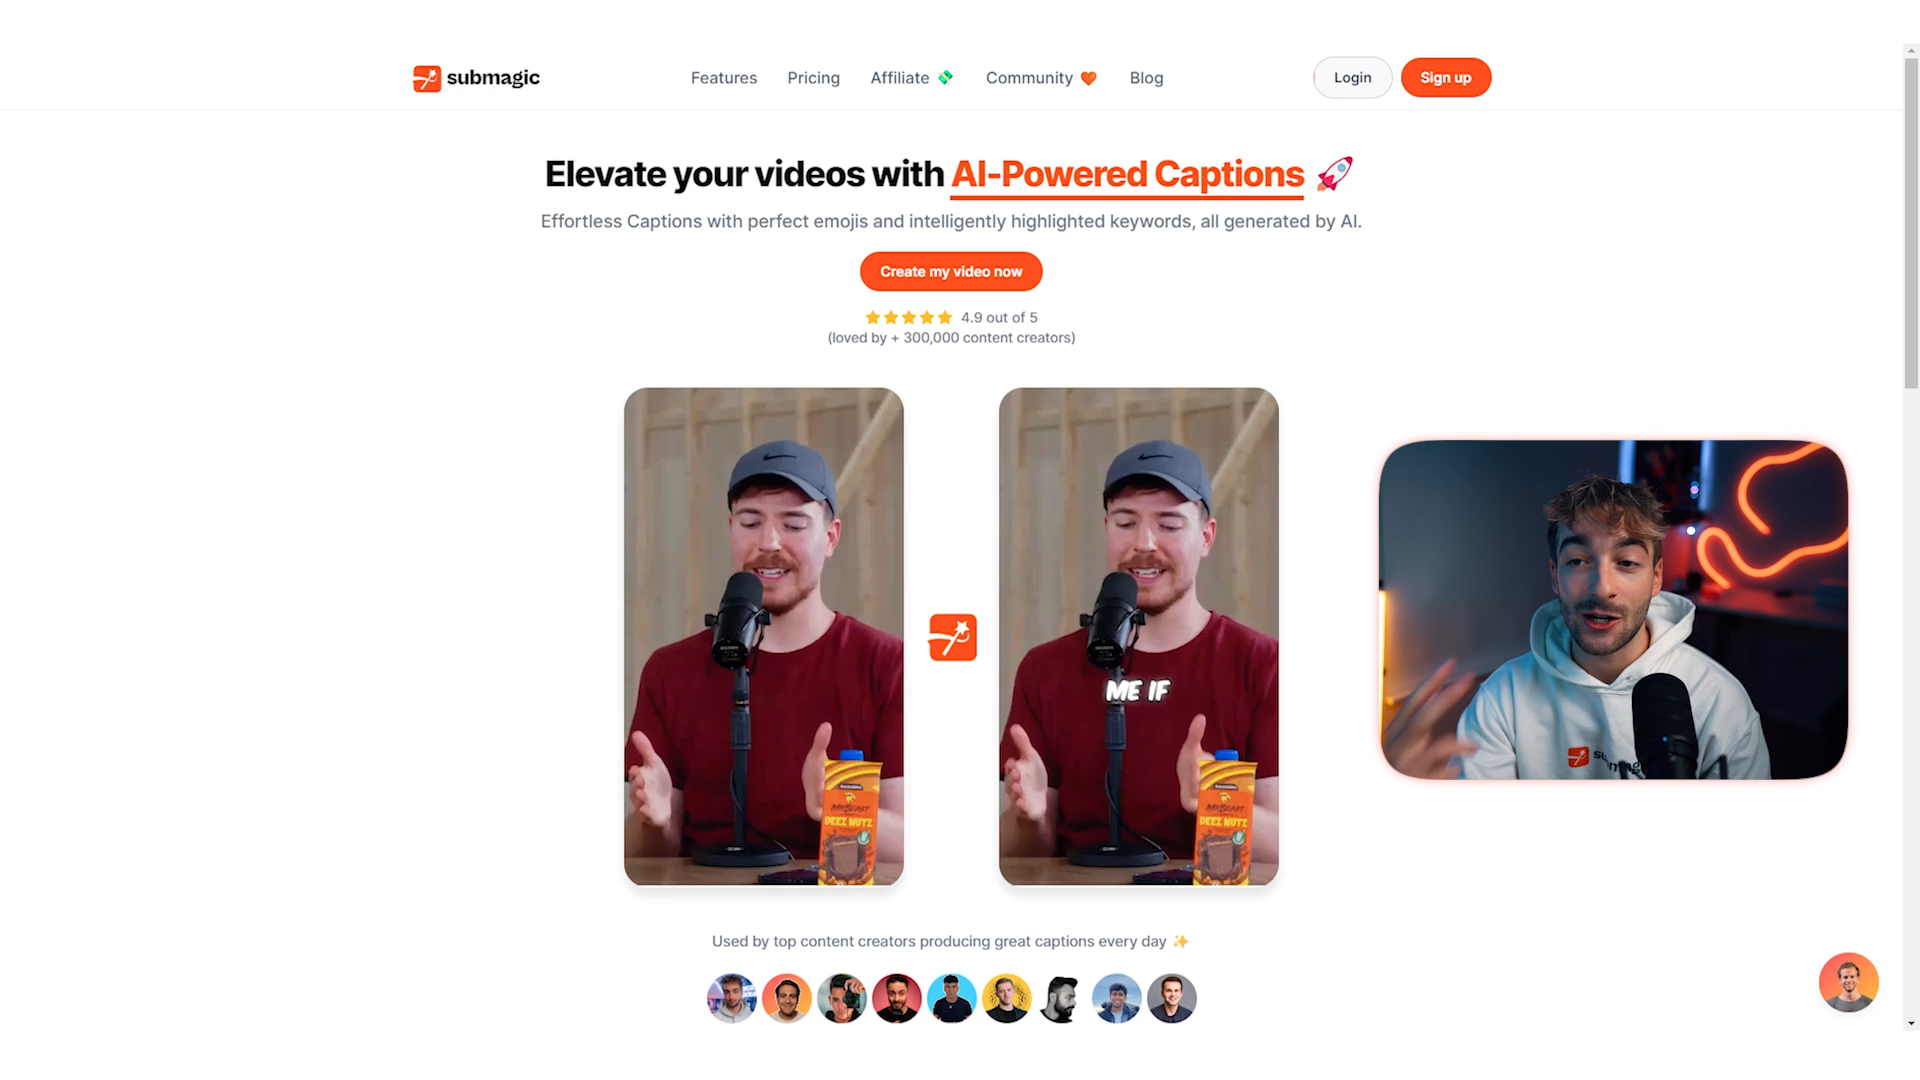 submagic
Features
Pricing
Affiliate
Community
Blog
Login
Sign up
Elevate your videos with AI-Powered Captions
Effortless Captions with perfect emojis and intelligently highlighted keywords, all generated by AI.
Create my video now
4.9 out of 5
(loved by + 300,000 content creators)
ME IF
MRBEAST
DEEZ NUTZ
MRBEAST
DEEZ NUTZ
Used by top content creators producing great captions every day